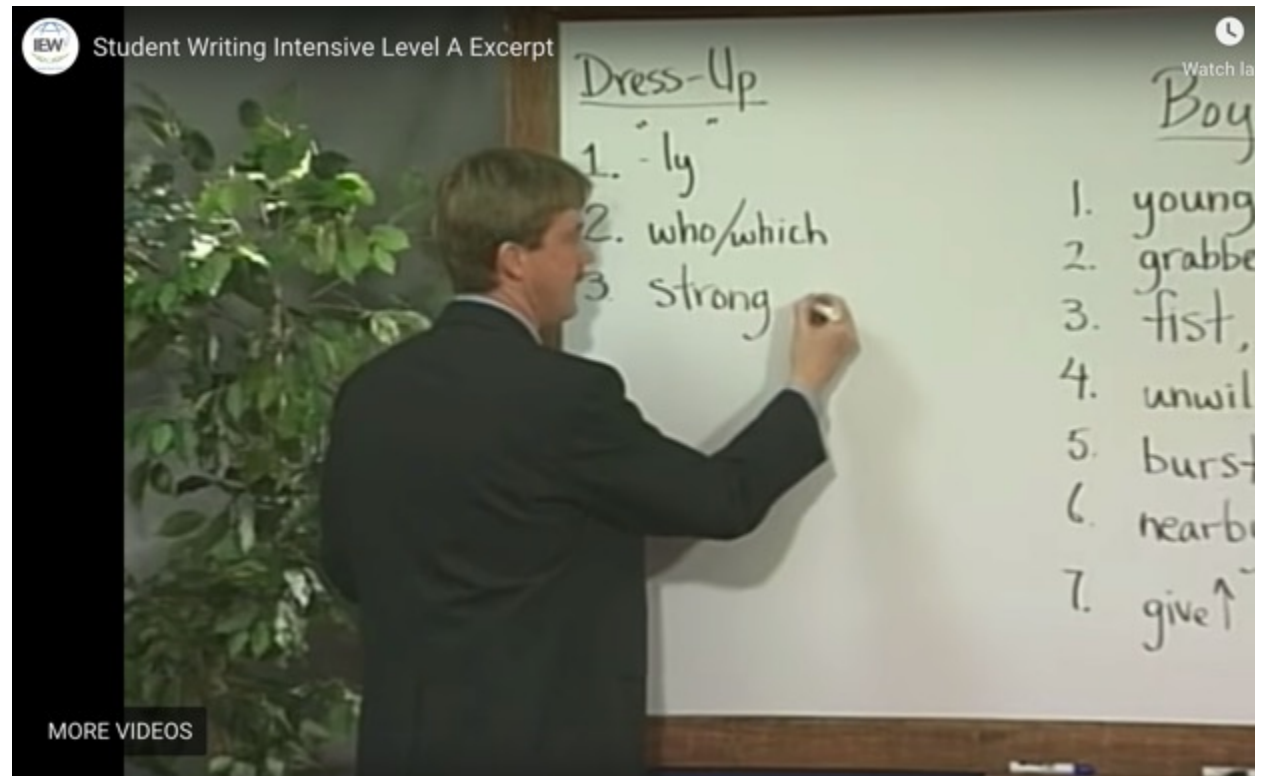 IEW
Student Writing Intensive Level A Excerpt
Watch la
Dress-Up
1. -ly
2. who/which
3. strong
Boy
1. young
2. grabbe
3. fist,
4. unwil
5. burst
6. nearb
7. give↑
MORE VIDEOS